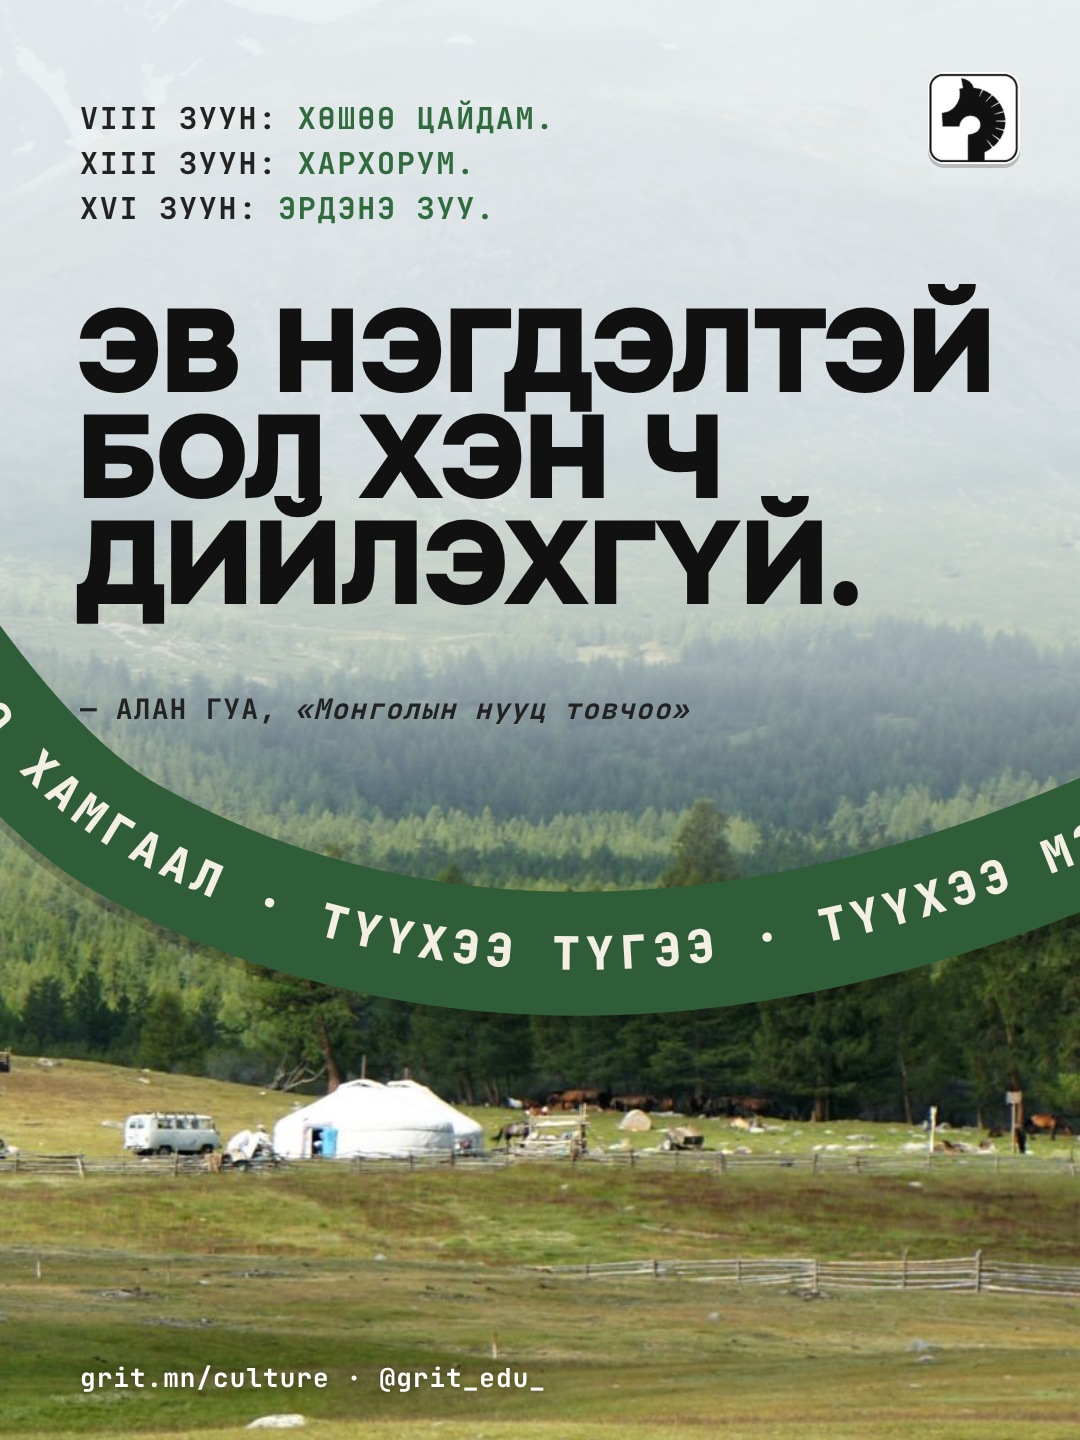 VIII ЗУУН: ХӨШӨӨ ЦАЙДАМ.
XIII ЗУУН: ХАРХОРУМ.
XVI ЗУУН: ЭРДЭНЭ ЗУУ.
ЭВ НЭГДЭЛТЭЙ
БОЛ ХЭН Ч
ДИЙЛЭХГҮЙ.
— АЛАН ГУА, «Монголын нууц товчоо»
ХАМГААЛ · ТҮҮХЭЭ ТҮГЭЭ · ТҮҮХЭЭ
grit.mn/culture · @grit_edu_